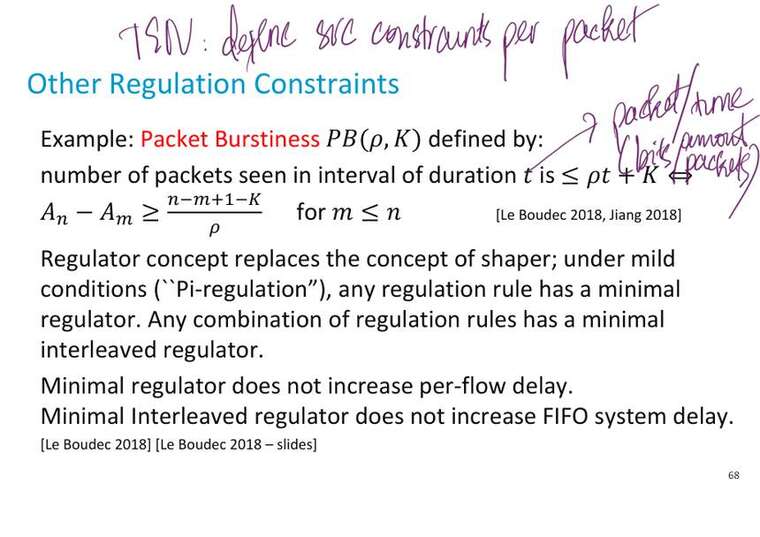 TSN: define src constraints per packet
Other Regulation Constraints
packet/time
(bits/amount
packets)
Example: Packet Burstiness 𝑃𝐵(𝜌, 𝐾) defined by:
number of packets seen in interval of duration 𝑡 is ≤ 𝜌𝑡 + 𝐾 ⇔
𝐴ₙ − 𝐴ₘ ≥ (𝑛−𝑚+1−𝐾)/𝜌 for 𝑚 ≤ 𝑛 [Le Boudec 2018, Jiang 2018]
Regulator concept replaces the concept of shaper; under mild
conditions (``Pi-regulation”), any regulation rule has a minimal
regulator. Any combination of regulation rules has a minimal
interleaved regulator.
Minimal regulator does not increase per-flow delay.
Minimal Interleaved regulator does not increase FIFO system delay.
[Le Boudec 2018] [Le Boudec 2018 – slides]
68